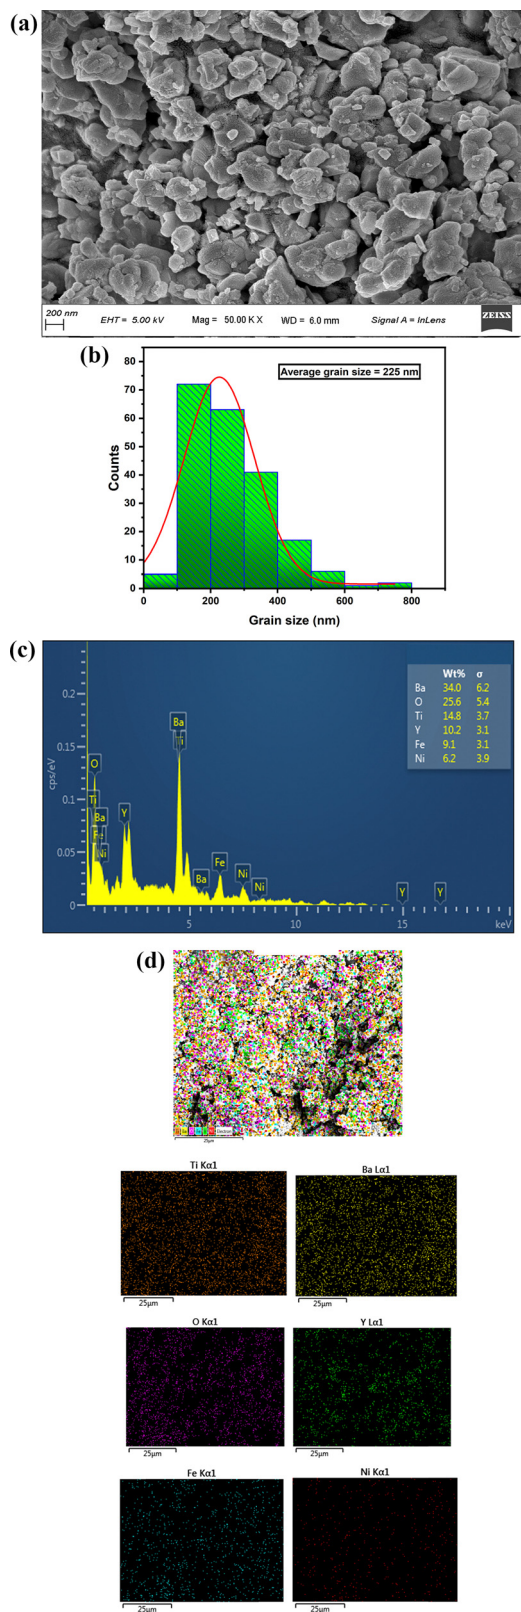 (a)
200 nm
EHT = 5.00 kV Mag = 50.00 K X WD = 6.0 mm Signal A = InLens
ZEISS
(b)
Average grain size = 225 nm
Counts
80
70
60
50
40
30
20
10
0
0 200 400 600 800
Grain size (nm)
(c)
Wt% σ
Ba 34.0 6.2
O 25.6 5.4
Ti 14.8 3.7
Y 10.2 3.1
Fe 9.1 3.1
Ni 6.2 3.9
cps/eV
0.2
0.15
0.1
0.05
0
Ba
Ti
O
Ti
Ba
Fe
Ni
Y
Ba
Fe
Ni
Ni
Y
Y
5 10 15 keV
(d)
Electron
25μm
Ti Kα1
25μm
Ba Lα1
25μm
O Kα1
25μm
Y Lα1
25μm
Fe Kα1
25μm
Ni Kα1
25μm